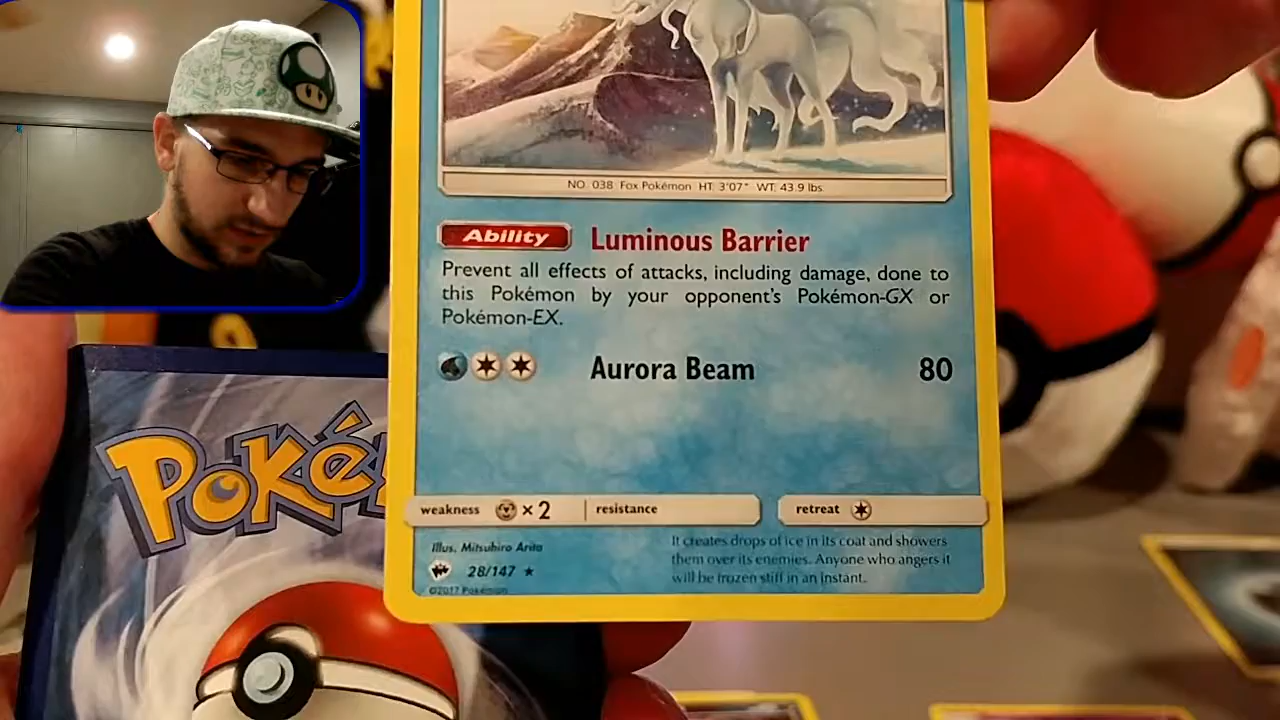 NO. 038 Fox Pokémon HT: 3'07" WT: 43.9 lbs.
Ability Luminous Barrier
Prevent all effects of attacks, including damage, done to
this Pokémon by your opponent's Pokémon-GX or
Pokémon-EX.
Aurora Beam 80
weakness ×2 resistance retreat
Illus. Mitsuhiro Arita
28/147
©2017 Pokémon
It creates drops of ice in its coat and showers
them over its enemies. Anyone who angers it
will be frozen stiff in an instant.
Poké